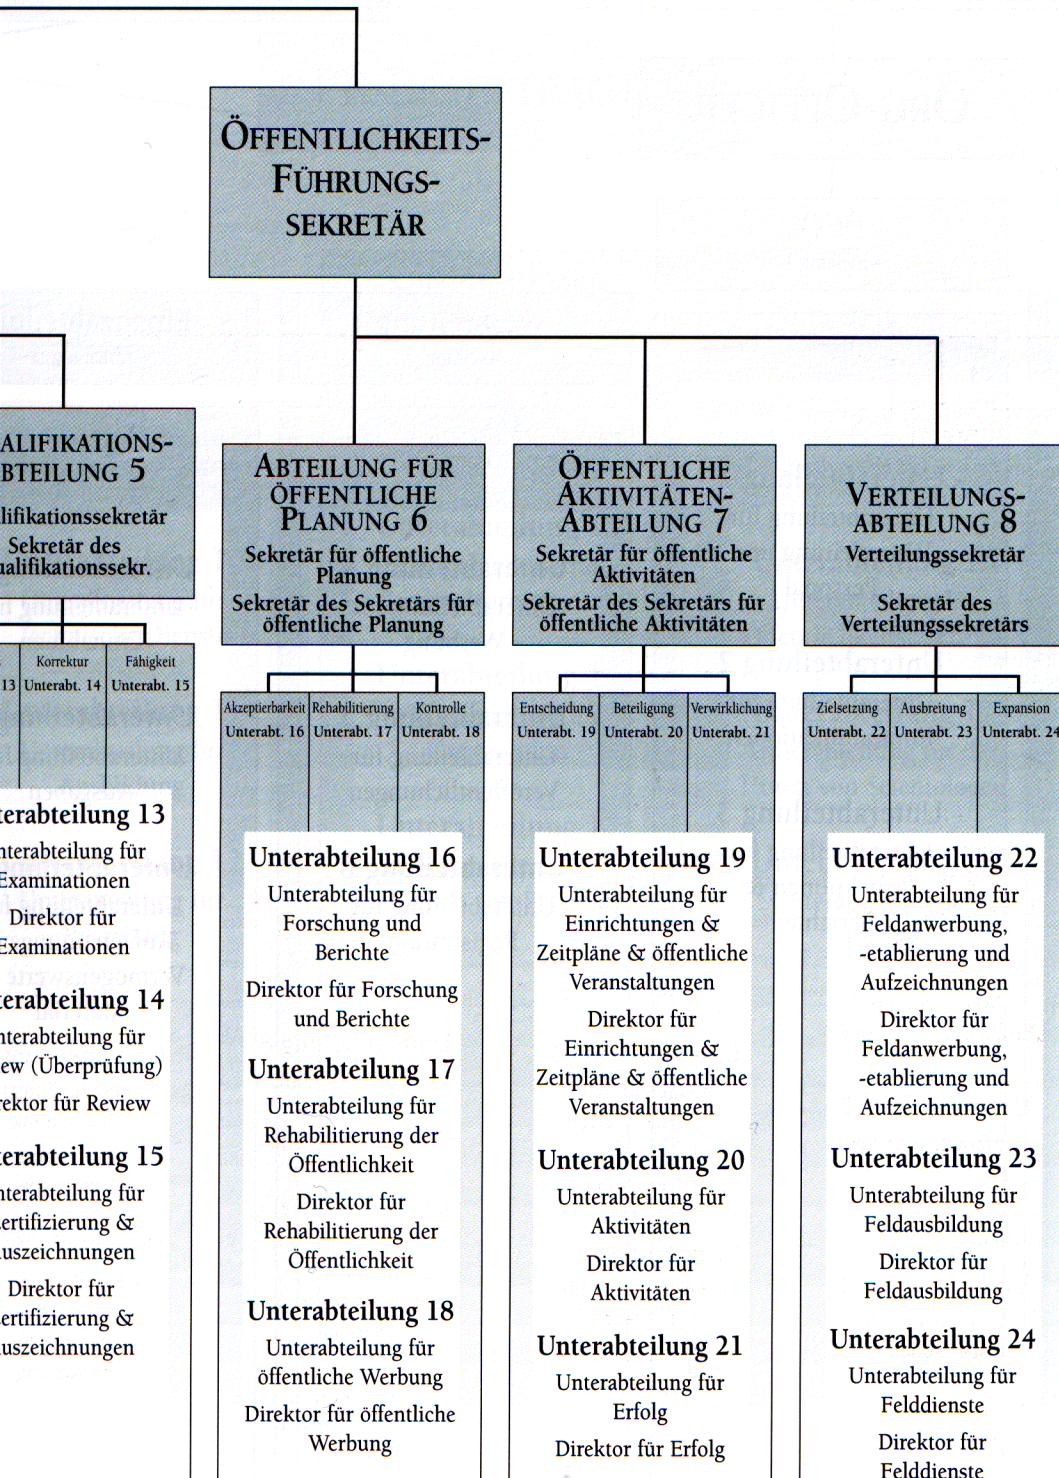 ÖFFENTLICHKEITS-
FÜHRUNGS-
SEKRETÄR
ALIFIKATIONS-
BTEILUNG 5
lifikationssekretär
Sekretär des
ualifikationssekr.
13
Korrektur
Unterabt. 14
Fähigkeit
Unterabt. 15
terabteilung 13
nterabteilung für
Examinationen
Direktor für
Examinationen
terabteilung 14
nterabteilung für
ew (Überprüfung)
rektor für Review
terabteilung 15
nterabteilung für
ertifizierung &
uszeichnungen
Direktor für
ertifizierung &
uszeichnungen
ABTEILUNG FÜR
ÖFFENTLICHE
PLANUNG 6
Sekretär für öffentliche
Planung
Sekretär des Sekretärs für
öffentliche Planung
Akzeptierbarkeit
Unterabt. 16
Rehabilitierung
Unterabt. 17
Kontrolle
Unterabt. 18
Unterabteilung 16
Unterabteilung für
Forschung und
Berichte
Direktor für Forschung
und Berichte
Unterabteilung 17
Unterabteilung für
Rehabilitierung der
Öffentlichkeit
Direktor für
Rehabilitierung der
Öffentlichkeit
Unterabteilung 18
Unterabteilung für
öffentliche Werbung
Direktor für öffentliche
Werbung
ÖFFENTLICHE
AKTIVITÄTEN-
ABTEILUNG 7
Sekretär für öffentliche
Aktivitäten
Sekretär des Sekretärs für
öffentliche Aktivitäten
Entscheidung
Unterabt. 19
Beteiligung
Unterabt. 20
Verwirklichung
Unterabt. 21
Unterabteilung 19
Unterabteilung für
Einrichtungen &
Zeitpläne & öffentliche
Veranstaltungen
Direktor für
Einrichtungen &
Zeitpläne & öffentliche
Veranstaltungen
Unterabteilung 20
Unterabteilung für
Aktivitäten
Direktor für
Aktivitäten
Unterabteilung 21
Unterabteilung für
Erfolg
Direktor für Erfolg
VERTEILUNGS-
ABTEILUNG 8
Verteilungssekretär
Sekretär des
Verteilungssekretärs
Zielsetzung
Unterabt. 22
Ausbreitung
Unterabt. 23
Expansion
Unterabt. 24
Unterabteilung 22
Unterabteilung für
Feldanwerbung,
-etablierung und
Aufzeichnungen
Direktor für
Feldanwerbung,
-etablierung und
Aufzeichnungen
Unterabteilung 23
Unterabteilung für
Feldausbildung
Direktor für
Feldausbildung
Unterabteilung 24
Unterabteilung für
Felddienste
Direktor für
Felddienste